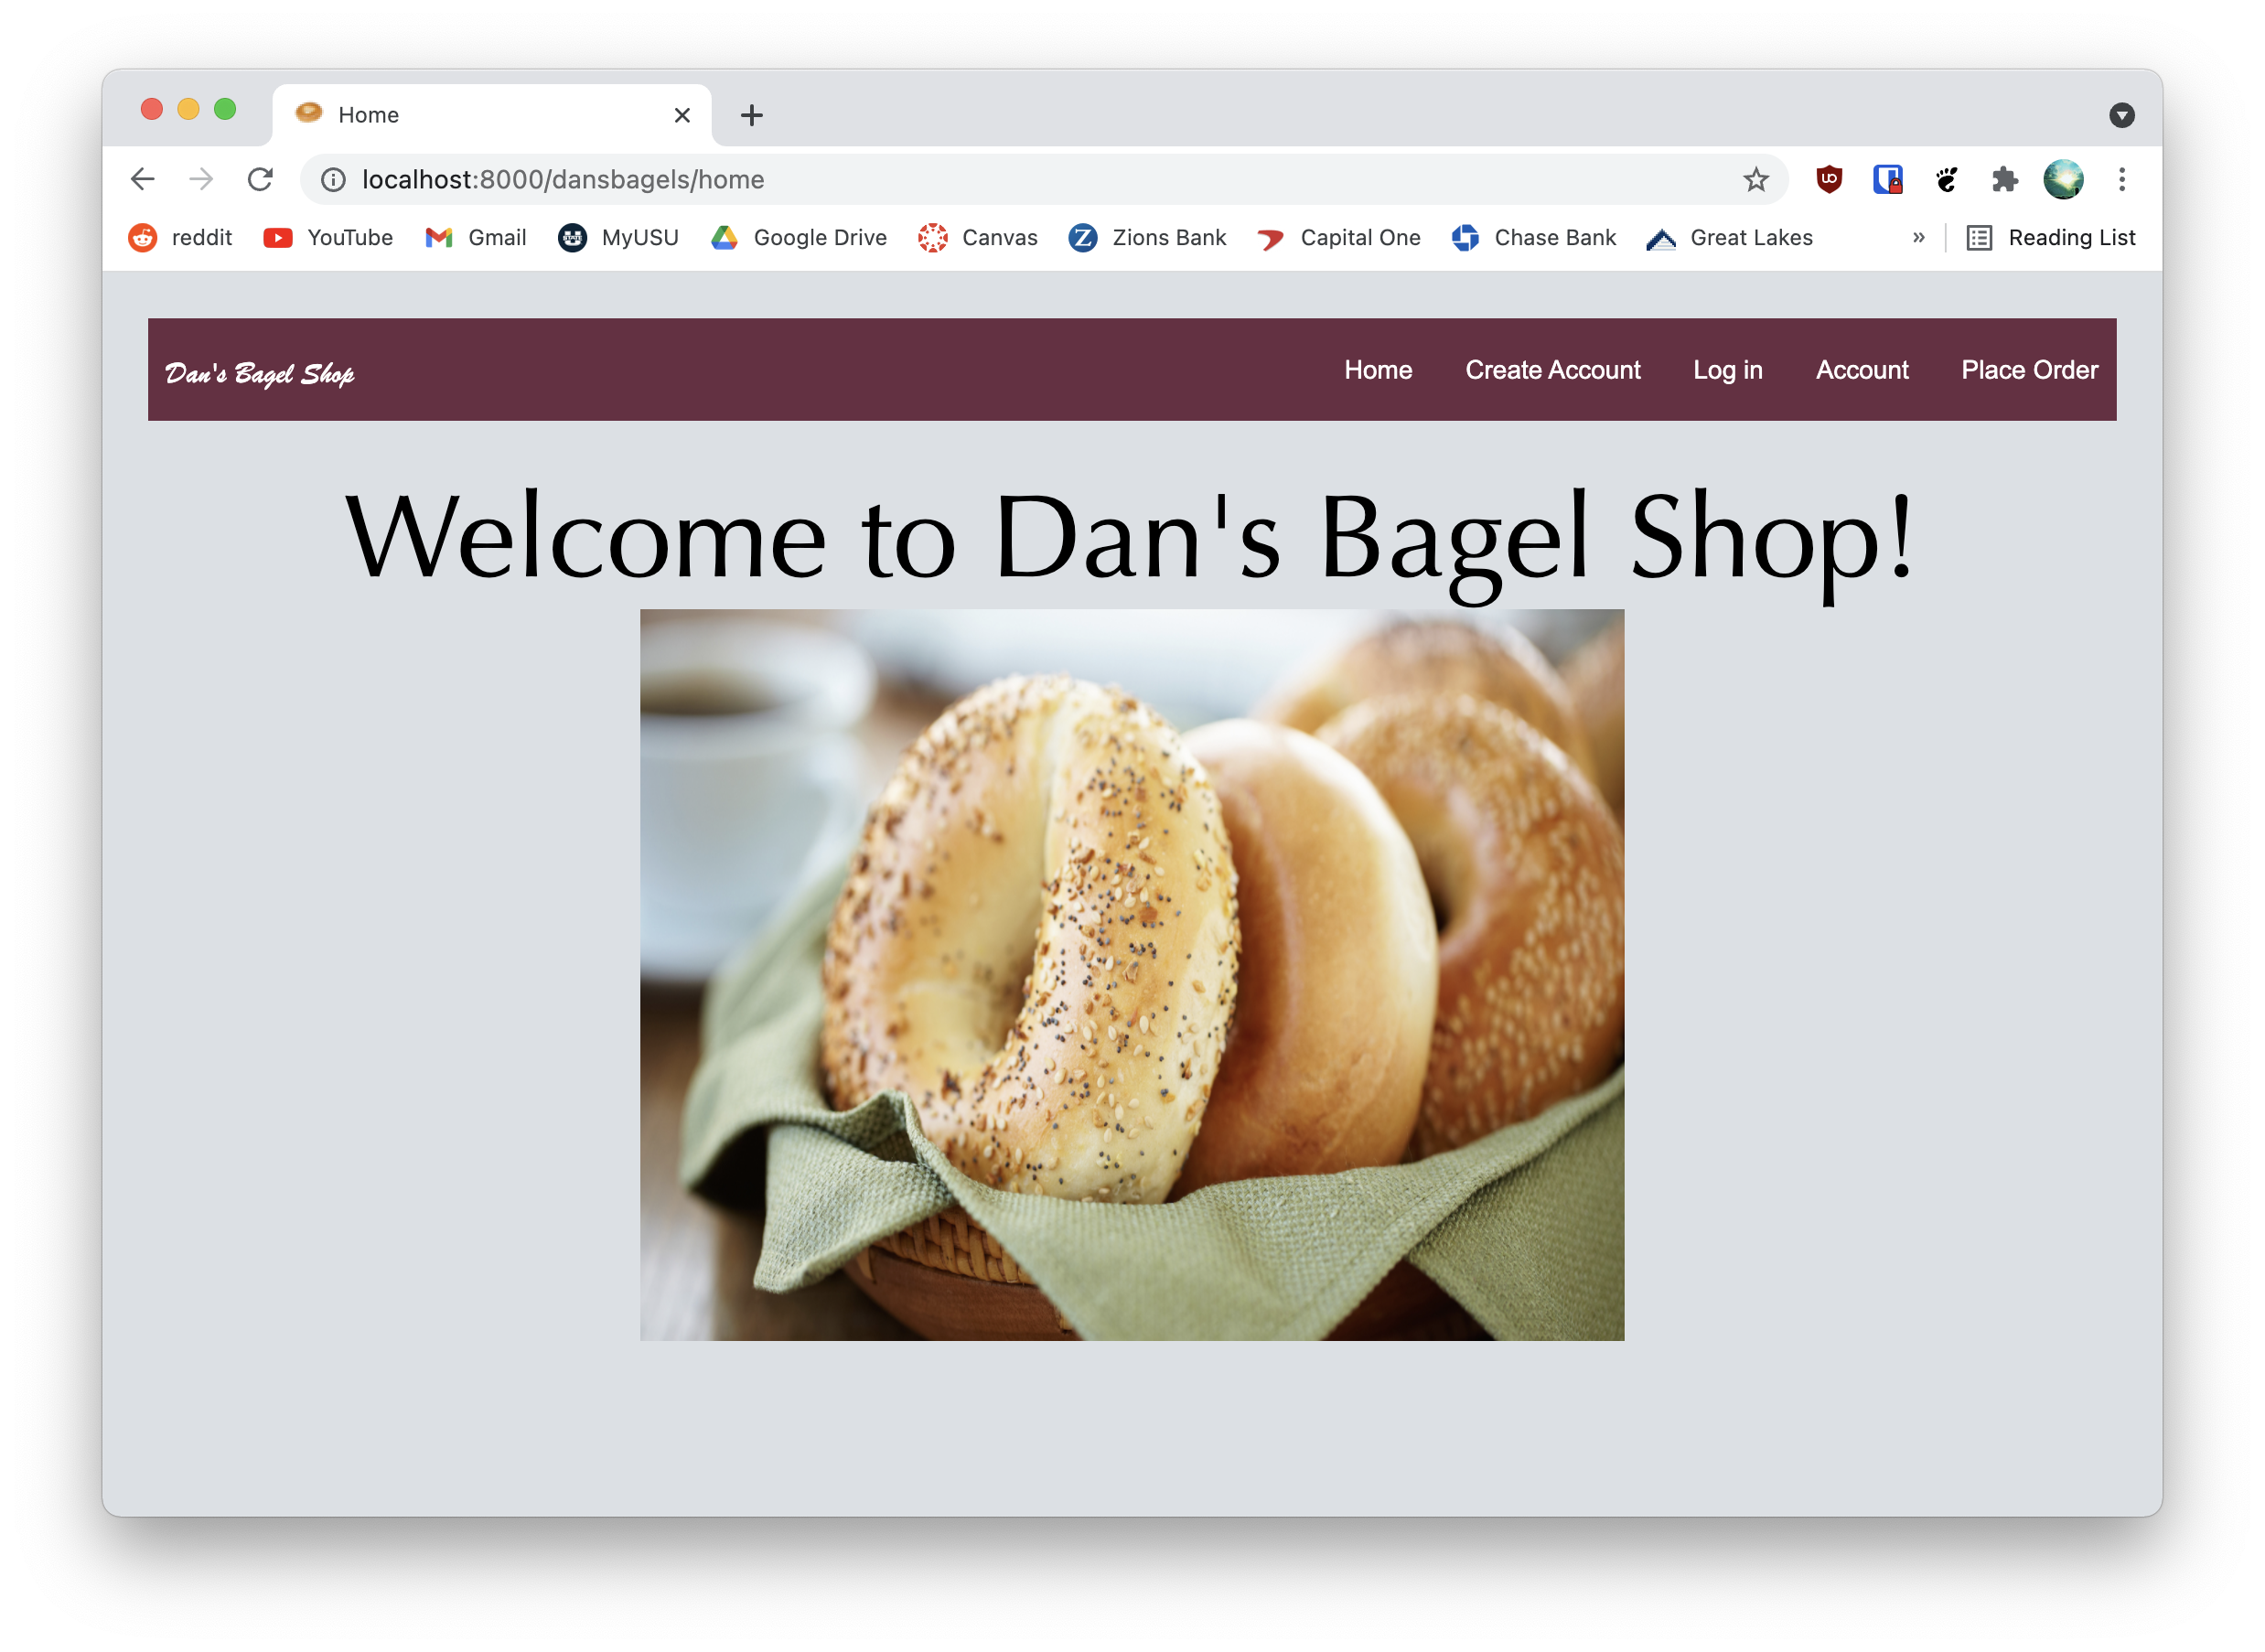 Home
localhost:8000/dansbagels/home
reddit YouTube Gmail MyUSU Google Drive Canvas Zions Bank Capital One Chase Bank Great Lakes » Reading List
Dan's Bagel Shop Home Create Account Log in Account Place Order
Welcome to Dan's Bagel Shop!